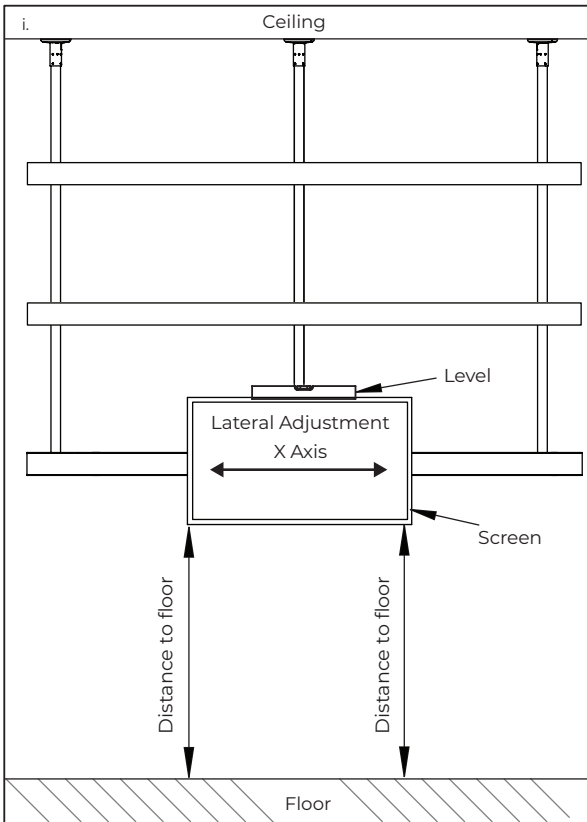 i.
Ceiling
Level
Lateral Adjustment
X Axis
Screen
Distance to floor
Distance to floor
Floor